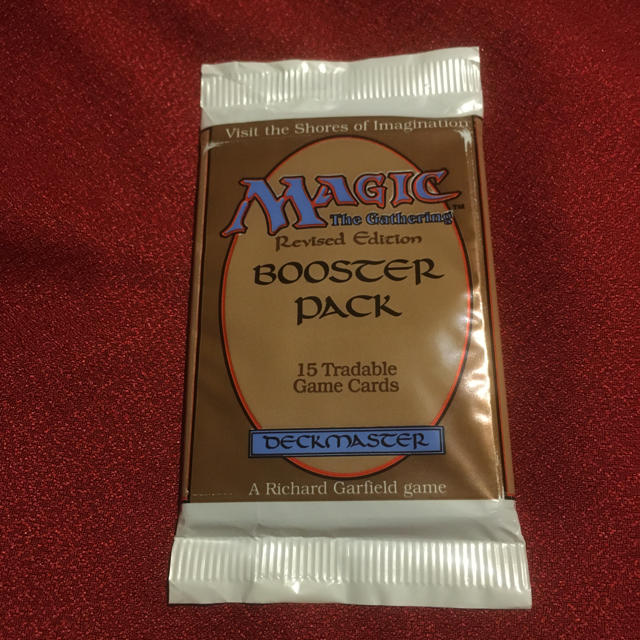 Visit the Shores of Imagination
MAGIC™
The Gathering
Revised Edition
BOOSTER
PACK
15 Tradable
Game Cards
DECKMASTER
A Richard Garfield game